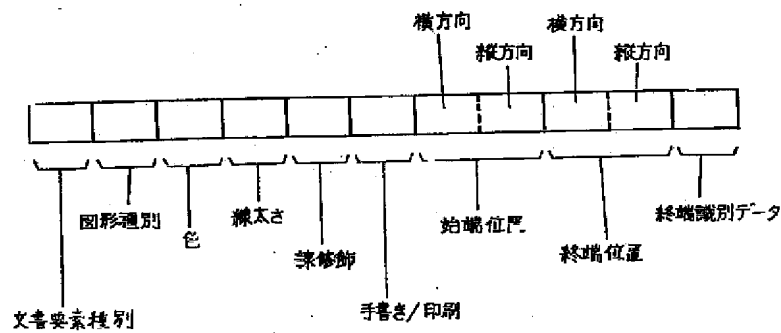 横方向
縦方向
横方向
縦方向
図形種別
色
線太さ
線修飾
始端位置
終端位置
終端識別データ
文書要素種別
手書き/印刷